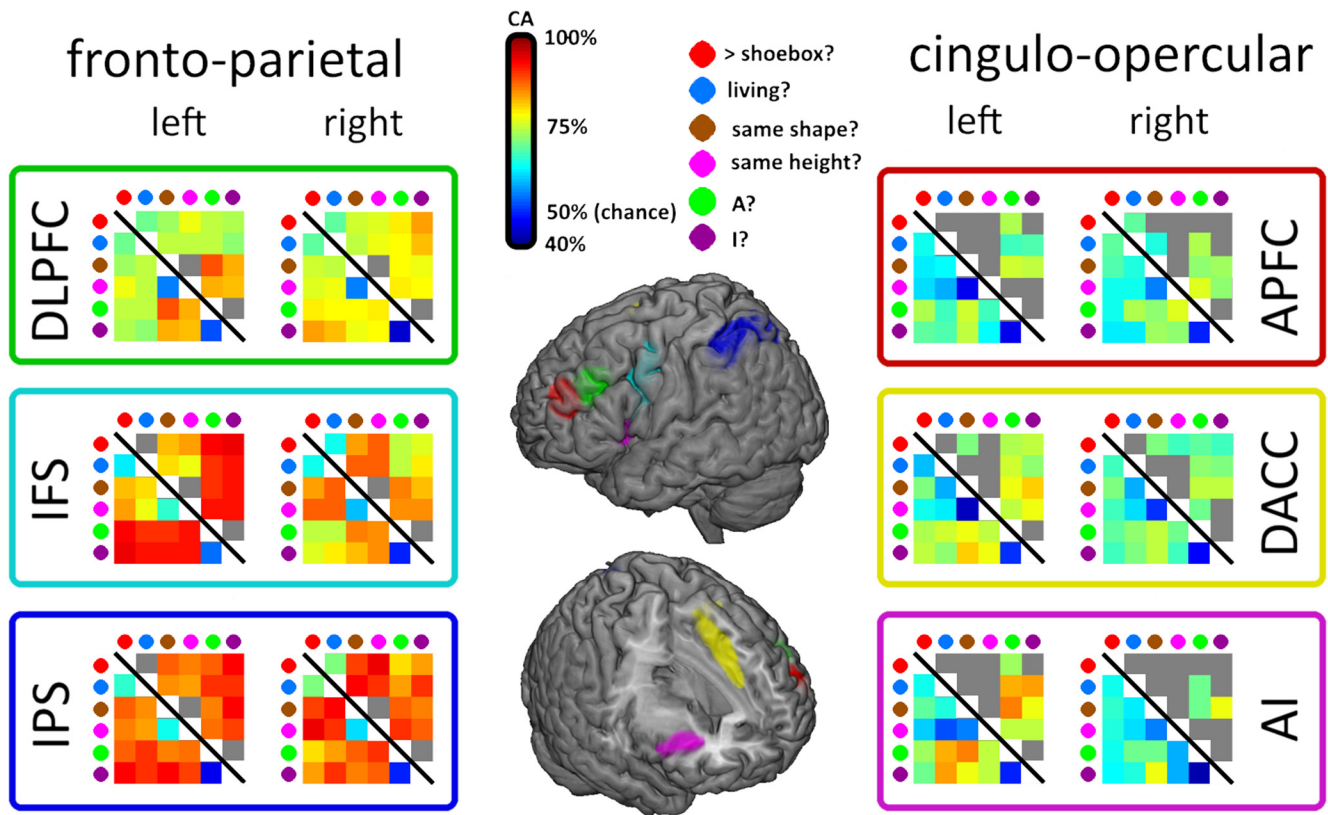 fronto-parietal
left right
DLPFC
IFS
IPS
CA
100%
75%
50% (chance)
40%
> shoebox?
living?
same shape?
same height?
A?
I?
cingulo-opercular
left right
APFC
DACC
AI